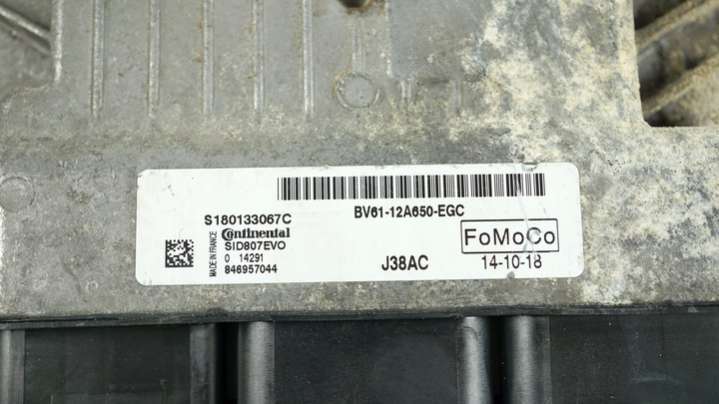 S180133067C
Continental
MADE IN FRANCE
SID807EVO
0 14291
846957044
BV61-12A650-EGC
FoMoCo
J38AC
14-10-18